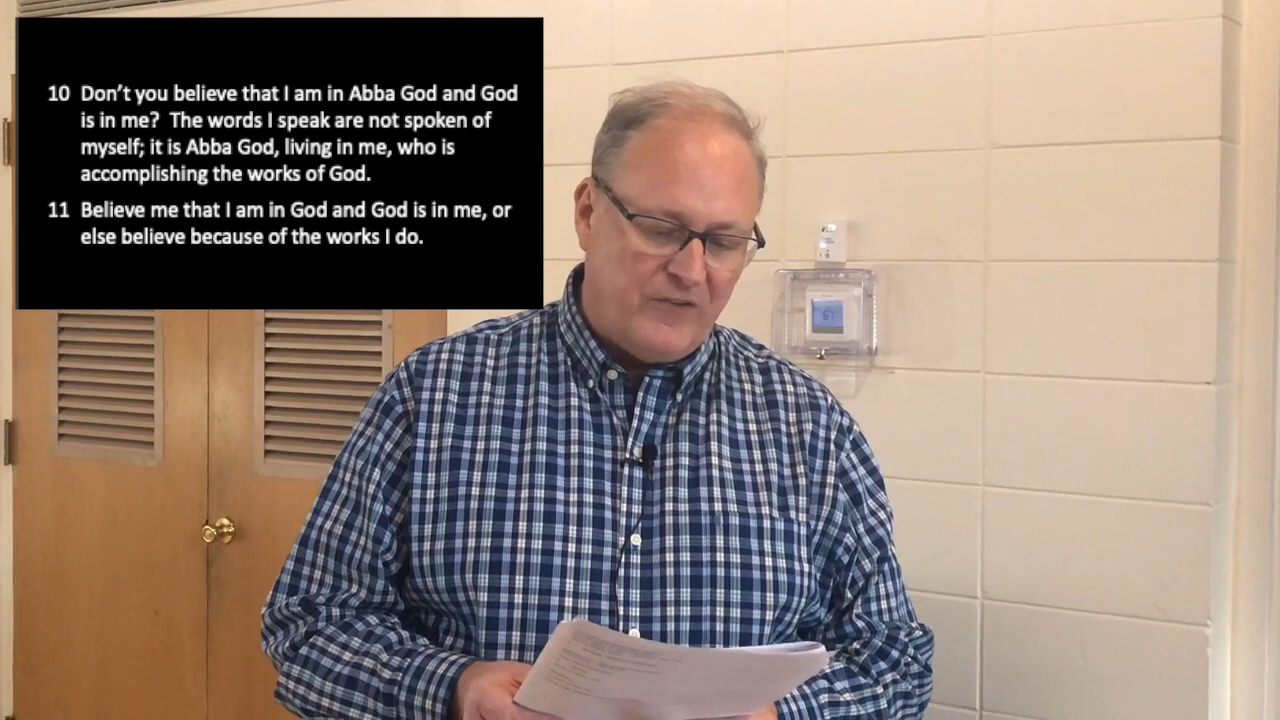 10 Don't you believe that I am in Abba God and God
is in me? The words I speak are not spoken of
myself; it is Abba God, living in me, who is
accomplishing the works of God.
11 Believe me that I am in God and God is in me, or
else believe because of the works I do.